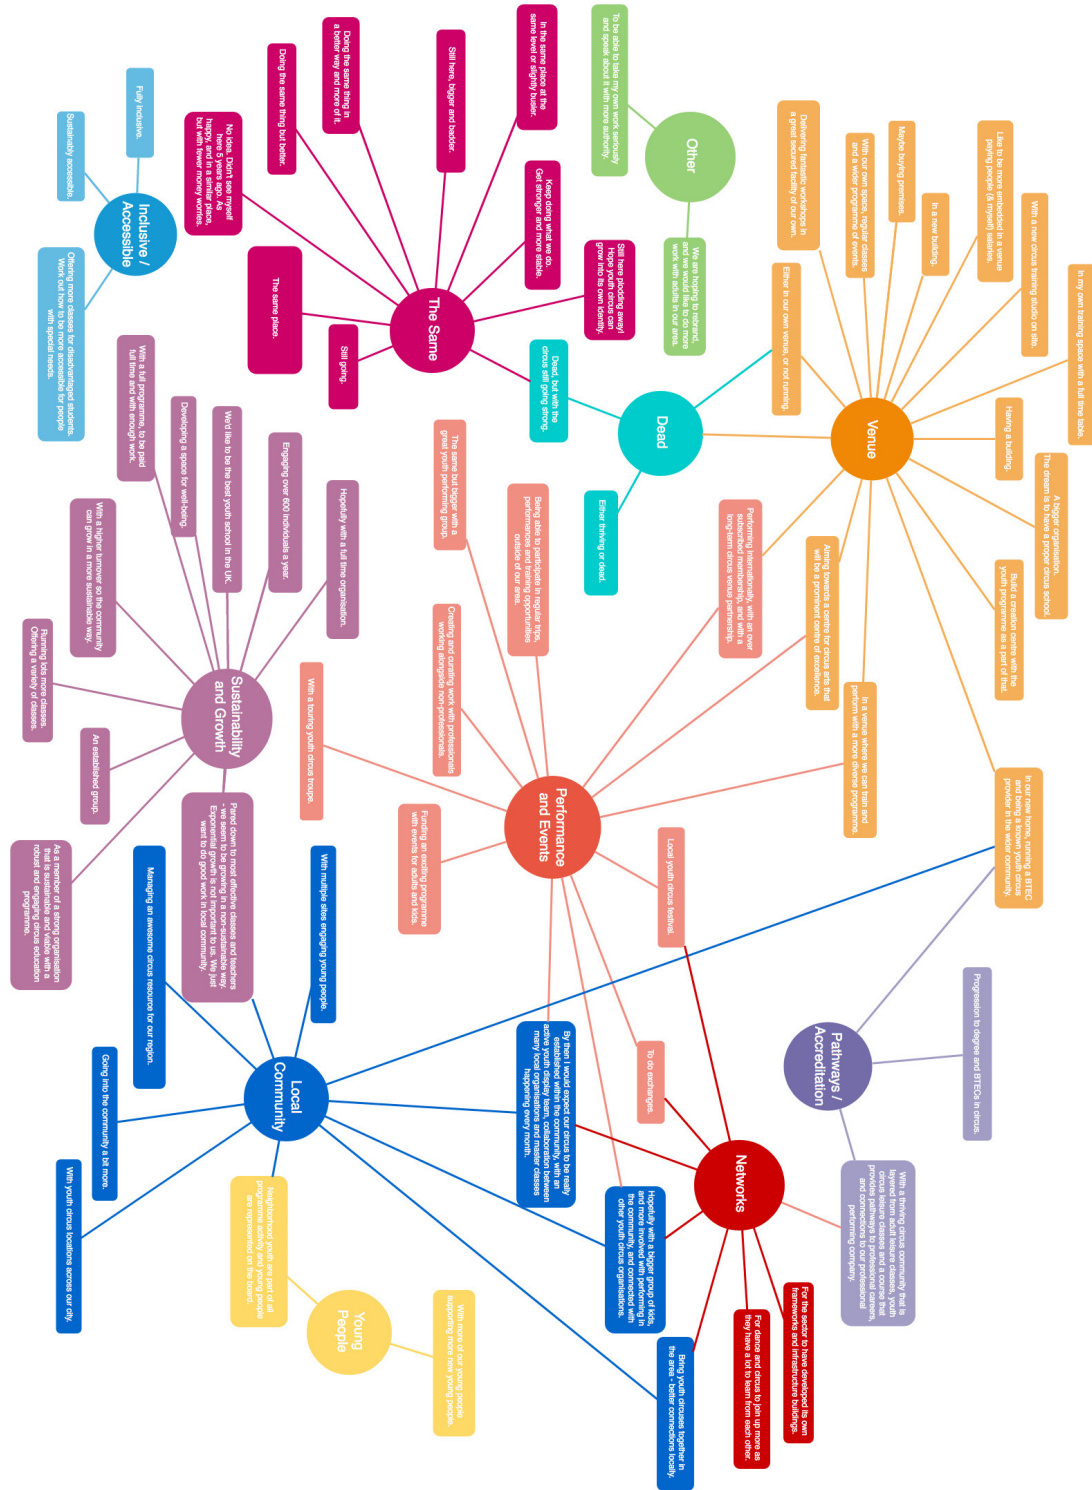 In my own training space with a full time table.
With a new circus training studio on site.
Like to be more embedded in a venue
paying people (& myself) salaries.
In a new building.
Maybe buying premises.
With our own space, regular classes
and a wider programme of events.
Delivering fantastic workshops in
a great secured facility of our own.
Either in our own venue, or not running.
Venue
Having a building.
A bigger organisation.
The dream is to have a proper circus school.
Build a creation centre with the
youth programme as a part of that.
In our new home, running a BTEC
and being a known youth circus
provider in the wider community.
In a venue where we can train and
perform with a more diverse programme.
Aiming towards a centre for circus arts that
will be a prominent centre of excellence.
Performing internationally, with an over
subscribed membership, and with a
long-term circus venue partnership.
Other
To be able to take my own work seriously
and speak about it with more authority.
We are hoping to rebrand,
and we would like to do more
work with adults in our area.
Dead
Dead, but with the
circus still going strong.
Either thriving or dead.
The Same
In the same place at the
same level or slightly busier.
Still here, bigger and badder.
Doing the same thing in
a better way and more of it.
Doing the same thing but better.
No idea. Didn't see myself
here 5 years ago. As
happy, and in a similar place,
but with fewer money worries.
Keep doing what we do.
Get stronger and more stable.
Still here plodding away!
Hope youth circus can
grow into its own identity.
The same place.
Still going.
Inclusive /
Accessible
Fully inclusive.
Sustainably accessible.
Offering more classes for disadvantaged students.
Work out how to be more accessible for people
with special needs.
Performance
and Events
Being able to participate in regular trips,
performances and training opportunities
outside of our area.
The same but bigger with a
great youth performing group.
Creating and curating work with professionals
working alongside non-professionals.
With a touring youth circus troupe.
Funding an exciting programme
with events for adults and kids.
Local youth circus festival.
To do exchanges.
Sustainability
and Growth
Hopefully with a full time organisation.
Engaging over 600 individuals a year.
We'd like to be the best youth school in the UK.
Developing a space for well-being.
With a full programme, to be paid
full time and with enough work.
With a higher turnover so the community
can grow in a more sustainable way.
Running lots more classes.
Offering a variety of classes.
An established group.
As a member of a strong organisation
that is sustainable and viable with a
robust and engaging circus education
programme.
Pared down to most effective classes and teachers
- we seem to be growing in a non-sustainable way.
Exponential growth is not important to us. We just
want to do good work in local community.
Pathways /
Accreditation
Progression to degree and BTECs in circus.
With a thriving circus community that is
layered from adult leisure classes, youth
circus leisure classes and a course that
provides pathways to professional careers,
and connections to our professional
performing company.
Networks
For the sector to have developed its own
frameworks and infrastructure buildings.
For dance and circus to join up more as
they have a lot to learn from each other.
Bring youth circuses together in
the area - better connections locally.
Hopefully with a bigger group of kids,
and more involved with performing in
the community, and connected with
other youth circus organisations.
By then I would expect our circus to be really
established within the community, with an
active youth display team, collaboration between
many local organisations and master classes
happening every month.
Local
Community
With multiple sites engaging young people.
Managing an awesome circus resource for our region.
Going into the community a bit more.
With youth circus locations across our city.
Young
People
Neighborhood youth are part of all
programme activity and young people
are represented on the board.
With more of our young people
supporting more new young people.